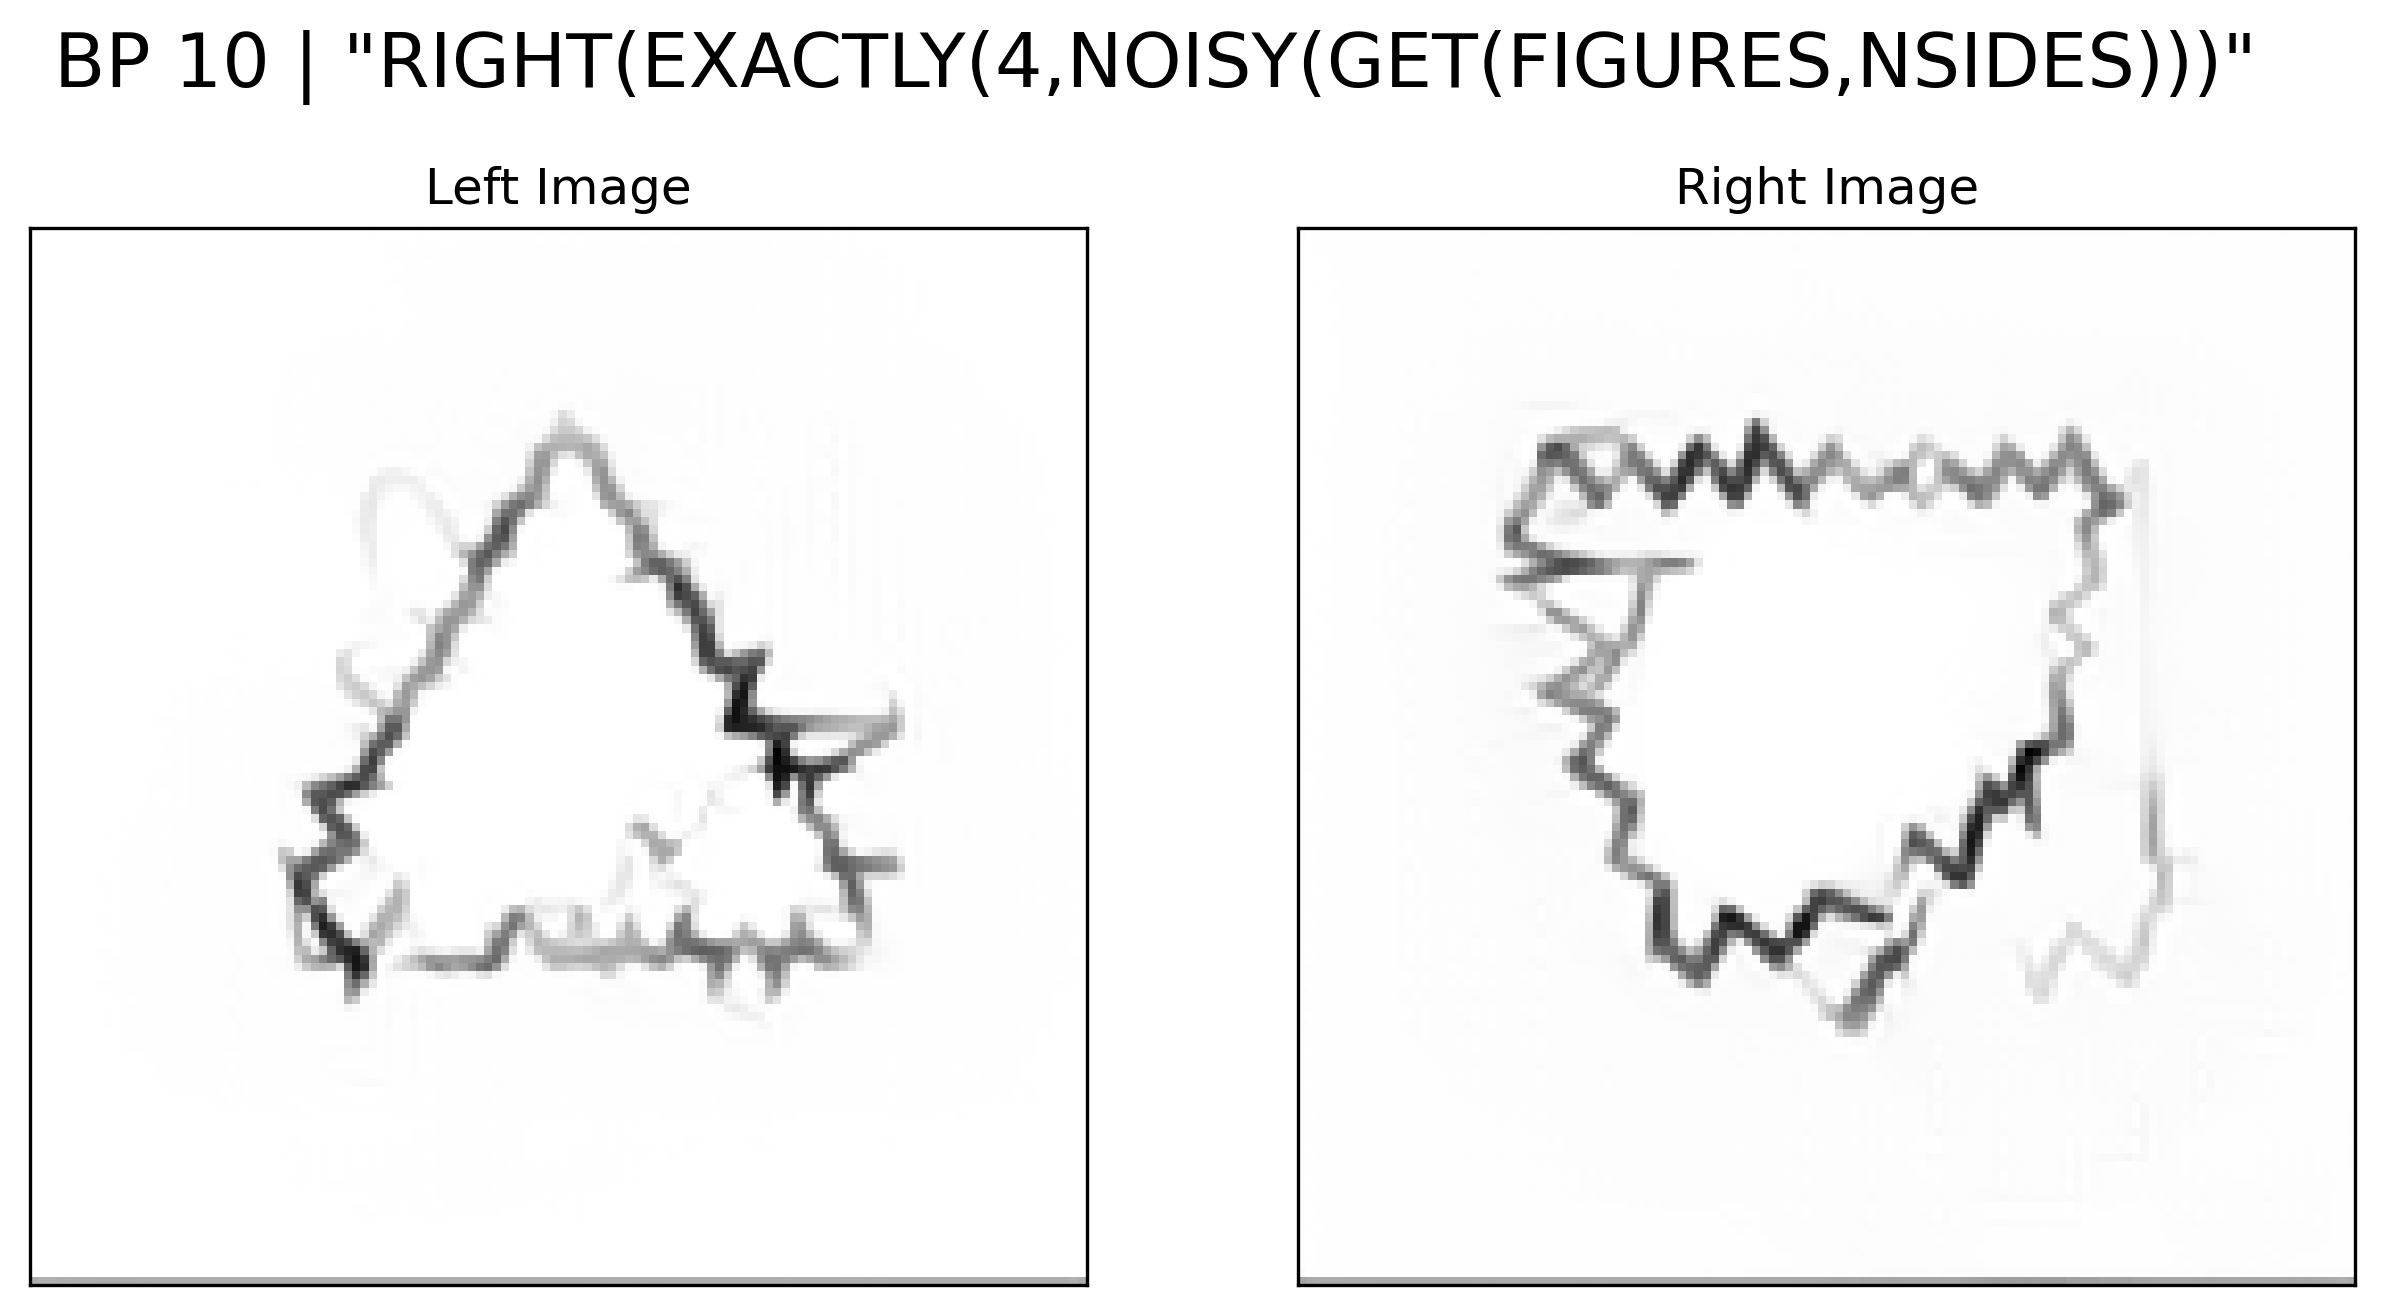 BP 10 | "RIGHT(EXACTLY(4,NOISY(GET(FIGURES,NSIDES)))"
Left Image
Right Image